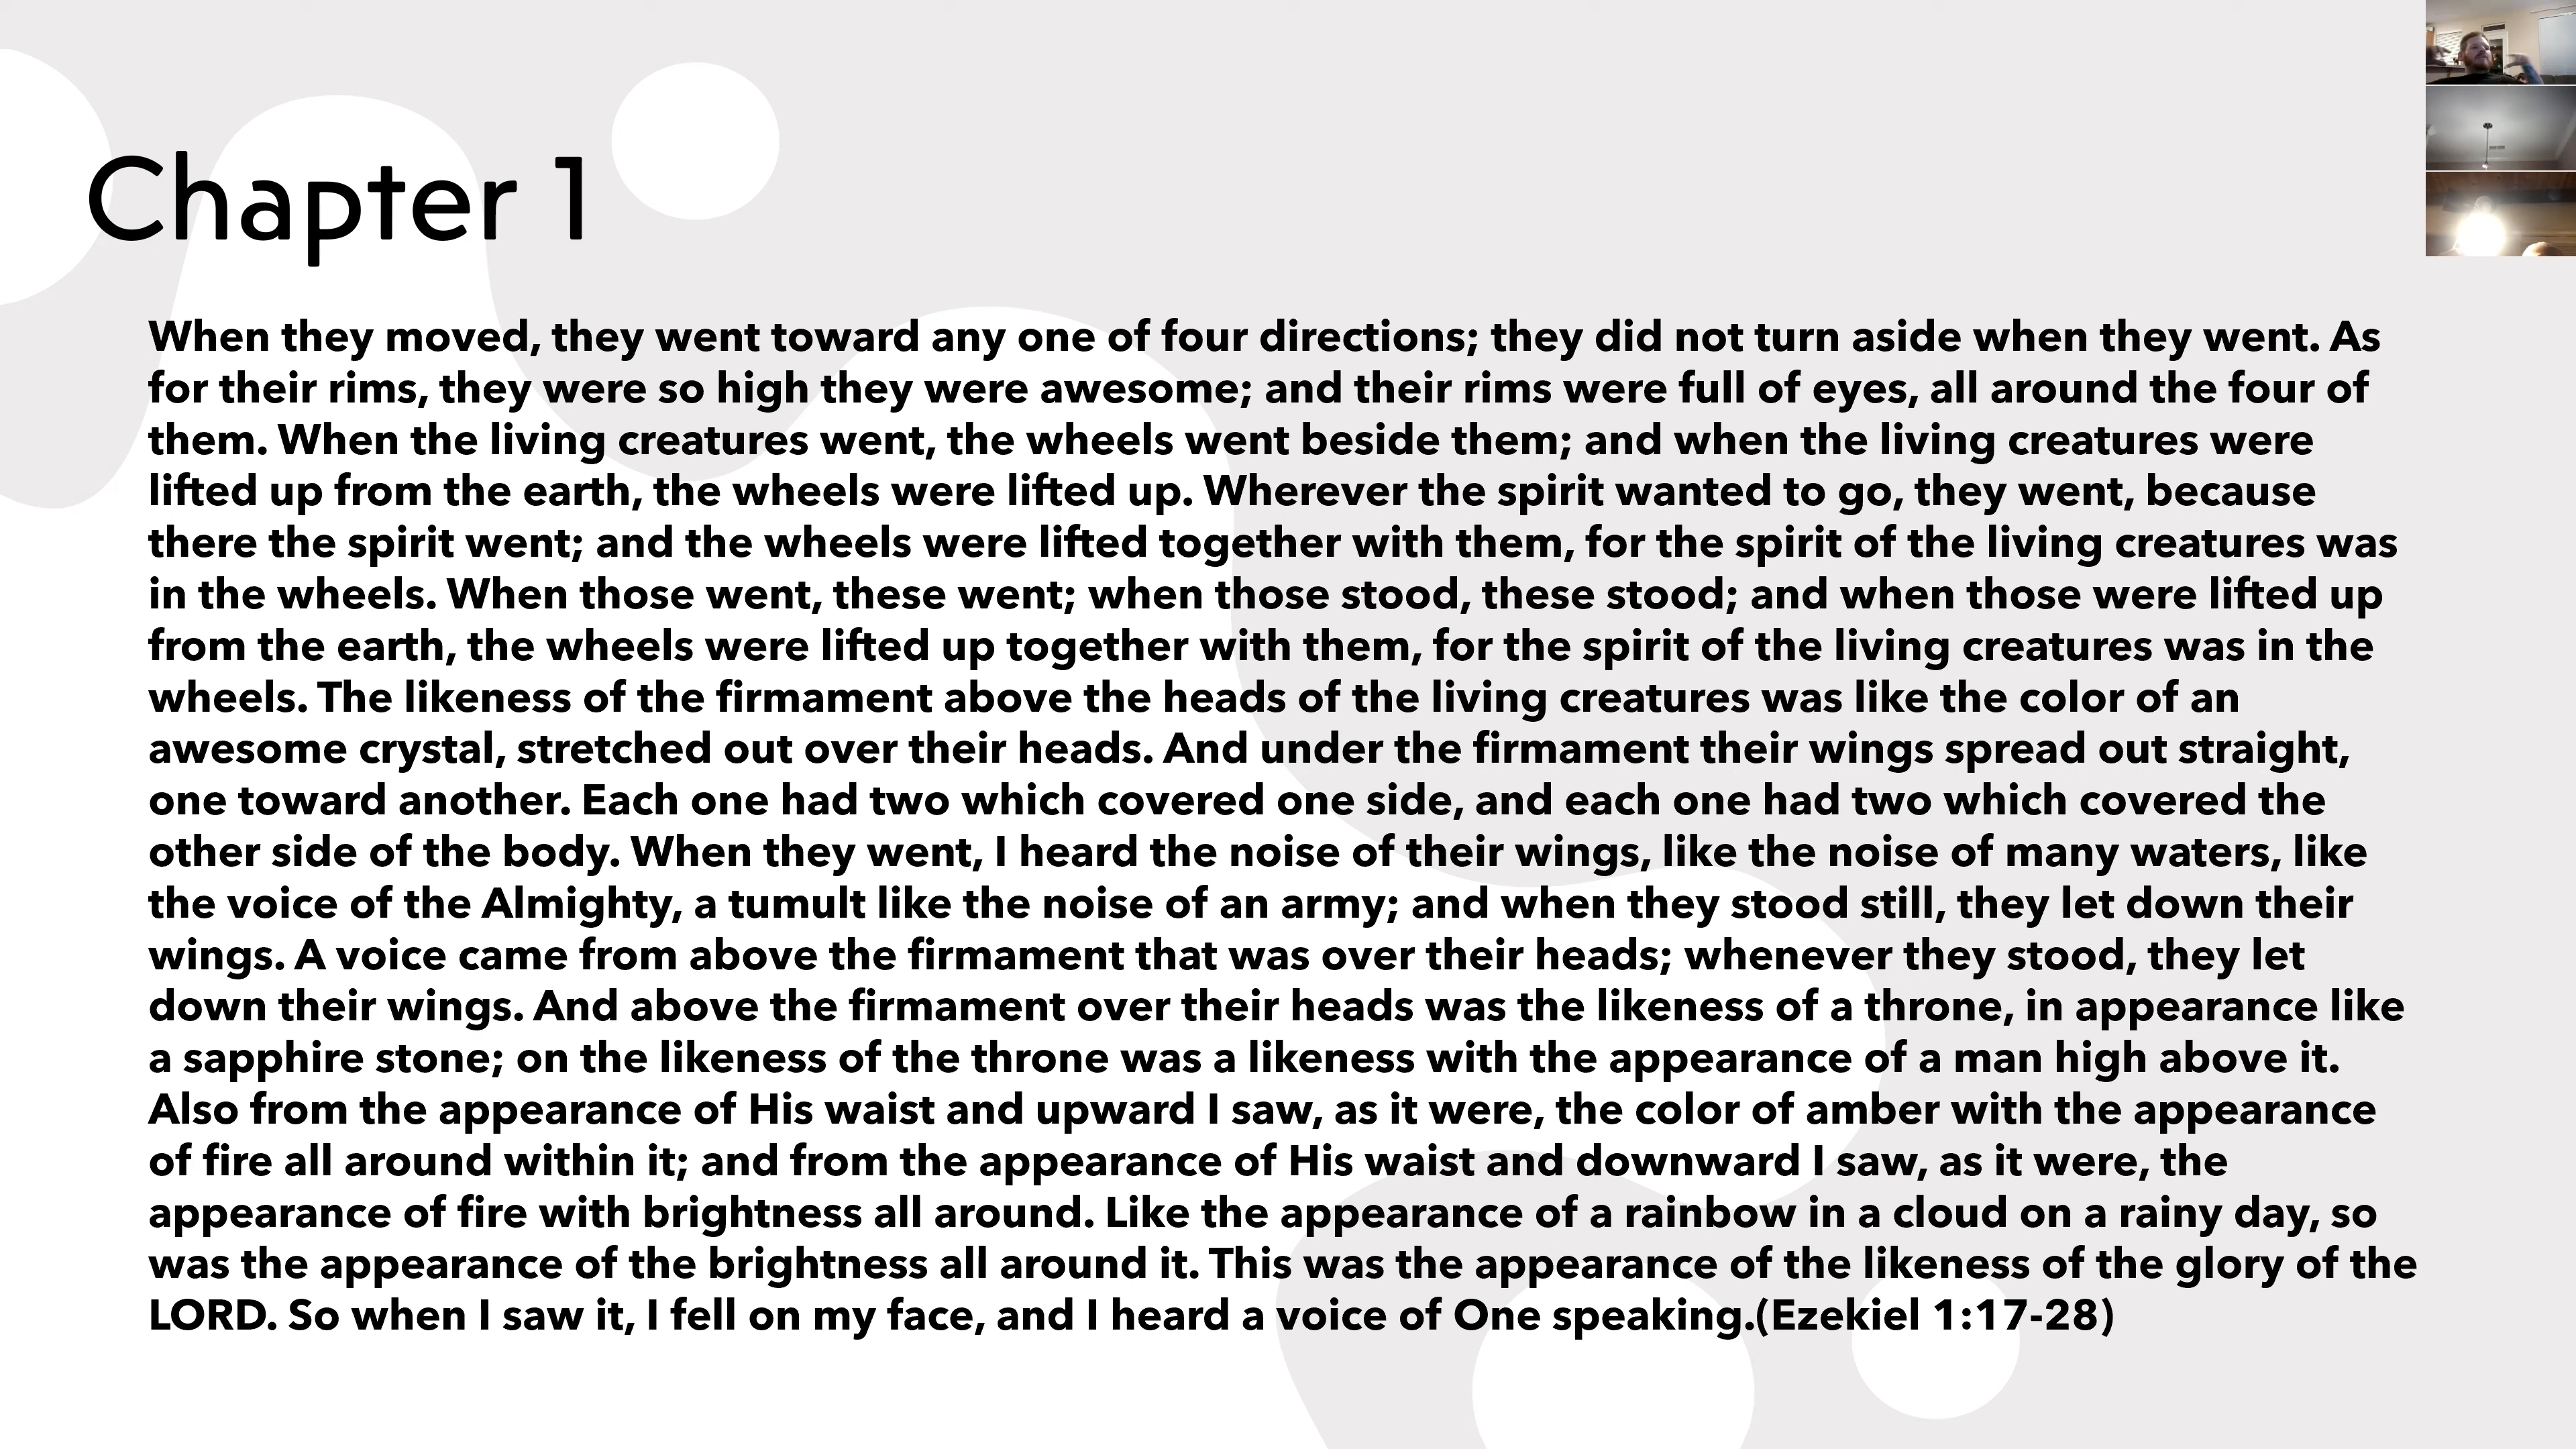 Chapter 1
When they moved, they went toward any one of four directions; they did not turn aside when they went. As
for their rims, they were so high they were awesome; and their rims were full of eyes, all around the four of
them. When the living creatures went, the wheels went beside them; and when the living creatures were
lifted up from the earth, the wheels were lifted up. Wherever the spirit wanted to go, they went, because
there the spirit went; and the wheels were lifted together with them, for the spirit of the living creatures was
in the wheels. When those went, these went; when those stood, these stood; and when those were lifted up
from the earth, the wheels were lifted up together with them, for the spirit of the living creatures was in the
wheels. The likeness of the firmament above the heads of the living creatures was like the color of an
awesome crystal, stretched out over their heads. And under the firmament their wings spread out straight,
one toward another. Each one had two which covered one side, and each one had two which covered the
other side of the body. When they went, I heard the noise of their wings, like the noise of many waters, like
the voice of the Almighty, a tumult like the noise of an army; and when they stood still, they let down their
wings. A voice came from above the firmament that was over their heads; whenever they stood, they let
down their wings. And above the firmament over their heads was the likeness of a throne, in appearance like
a sapphire stone; on the likeness of the throne was a likeness with the appearance of a man high above it.
Also from the appearance of His waist and upward I saw, as it were, the color of amber with the appearance
of fire all around within it; and from the appearance of His waist and downward I saw, as it were, the
appearance of fire with brightness all around. Like the appearance of a rainbow in a cloud on a rainy day, so
was the appearance of the brightness all around it. This was the appearance of the likeness of the glory of the
LORD. So when I saw it, I fell on my face, and I heard a voice of One speaking.(Ezekiel 1:17-28)